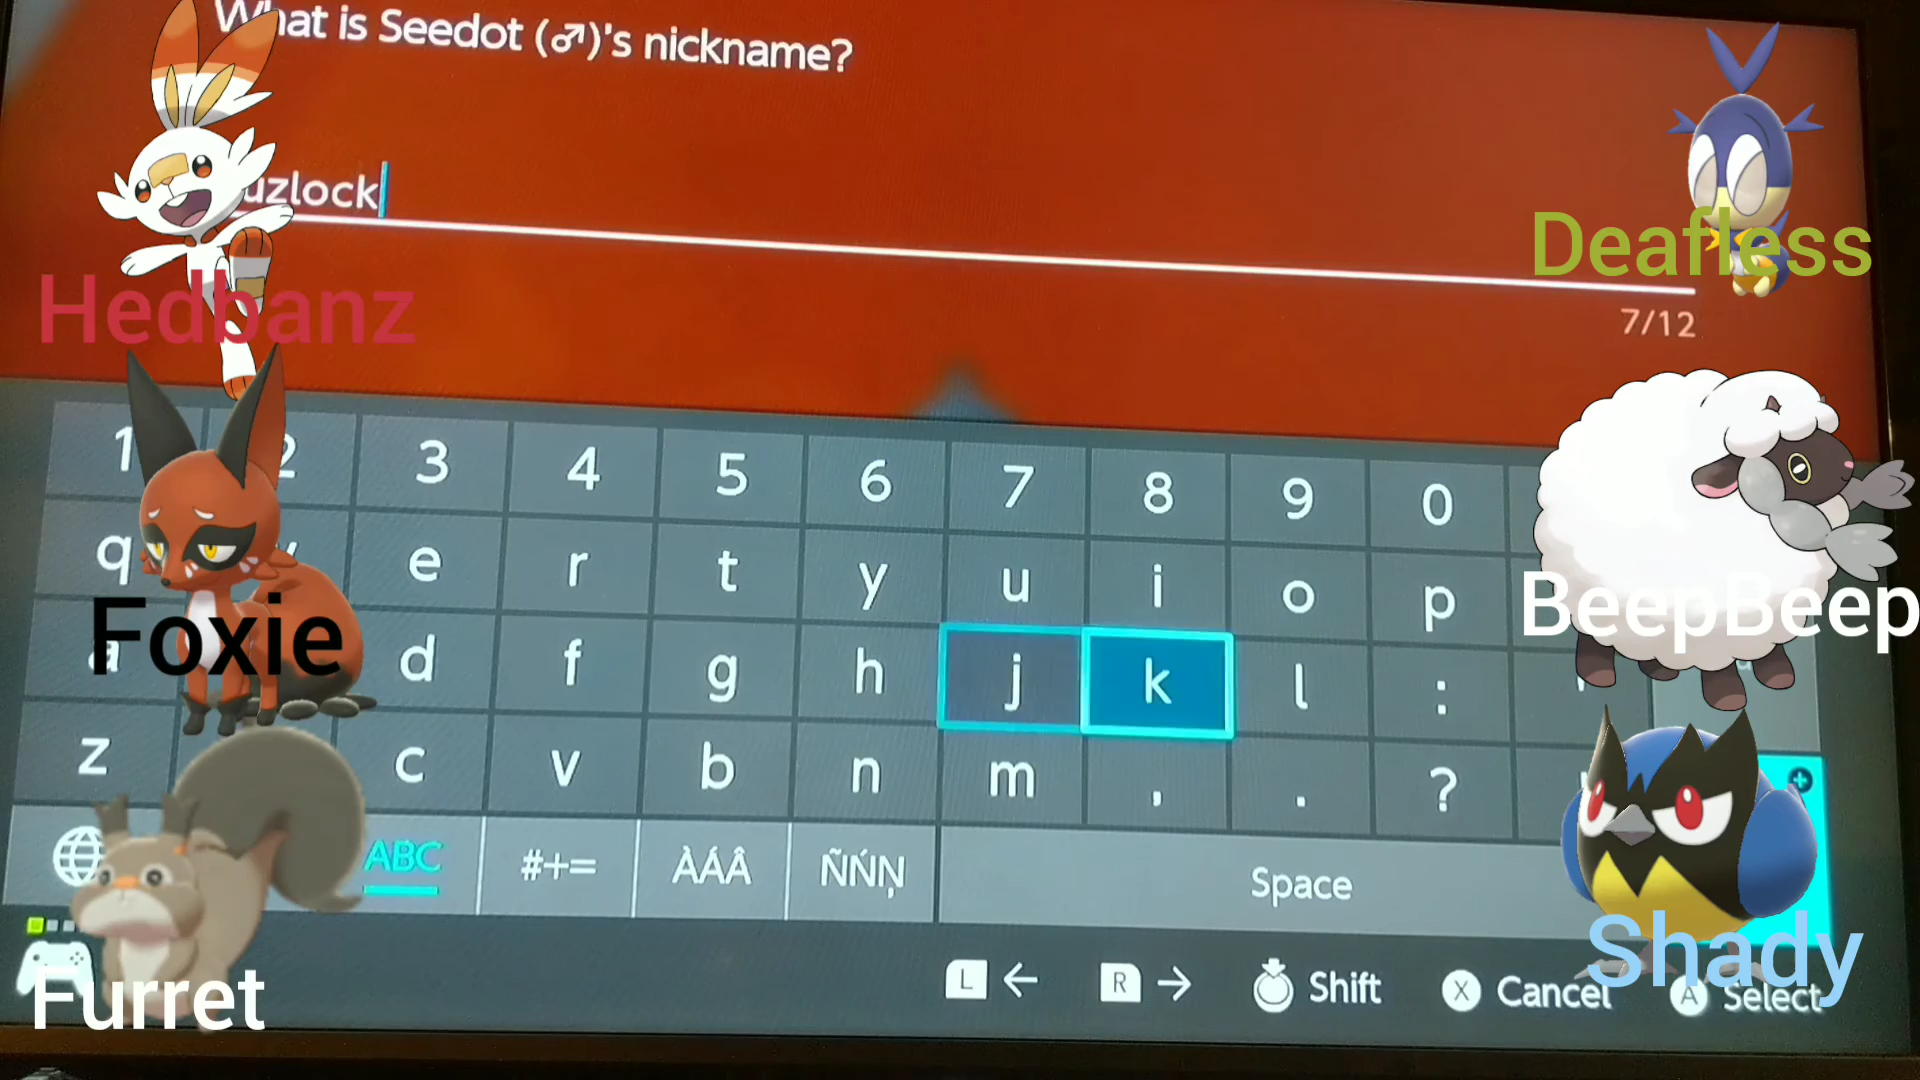 What is Seedot (♂)'s nickname?
uzlock
7/12
Hedbanz
Deafless
1 2 3 4 5 6 7 8 9 0
q e r t y u i o p
a d f g h j k l : '
z c v b n m , . ? !
ABC #+= ÀÁÂ ÑŃŅ Space
Foxie
BeepBeep
Furret
Shady
L ← R → Shift X Cancel A Select